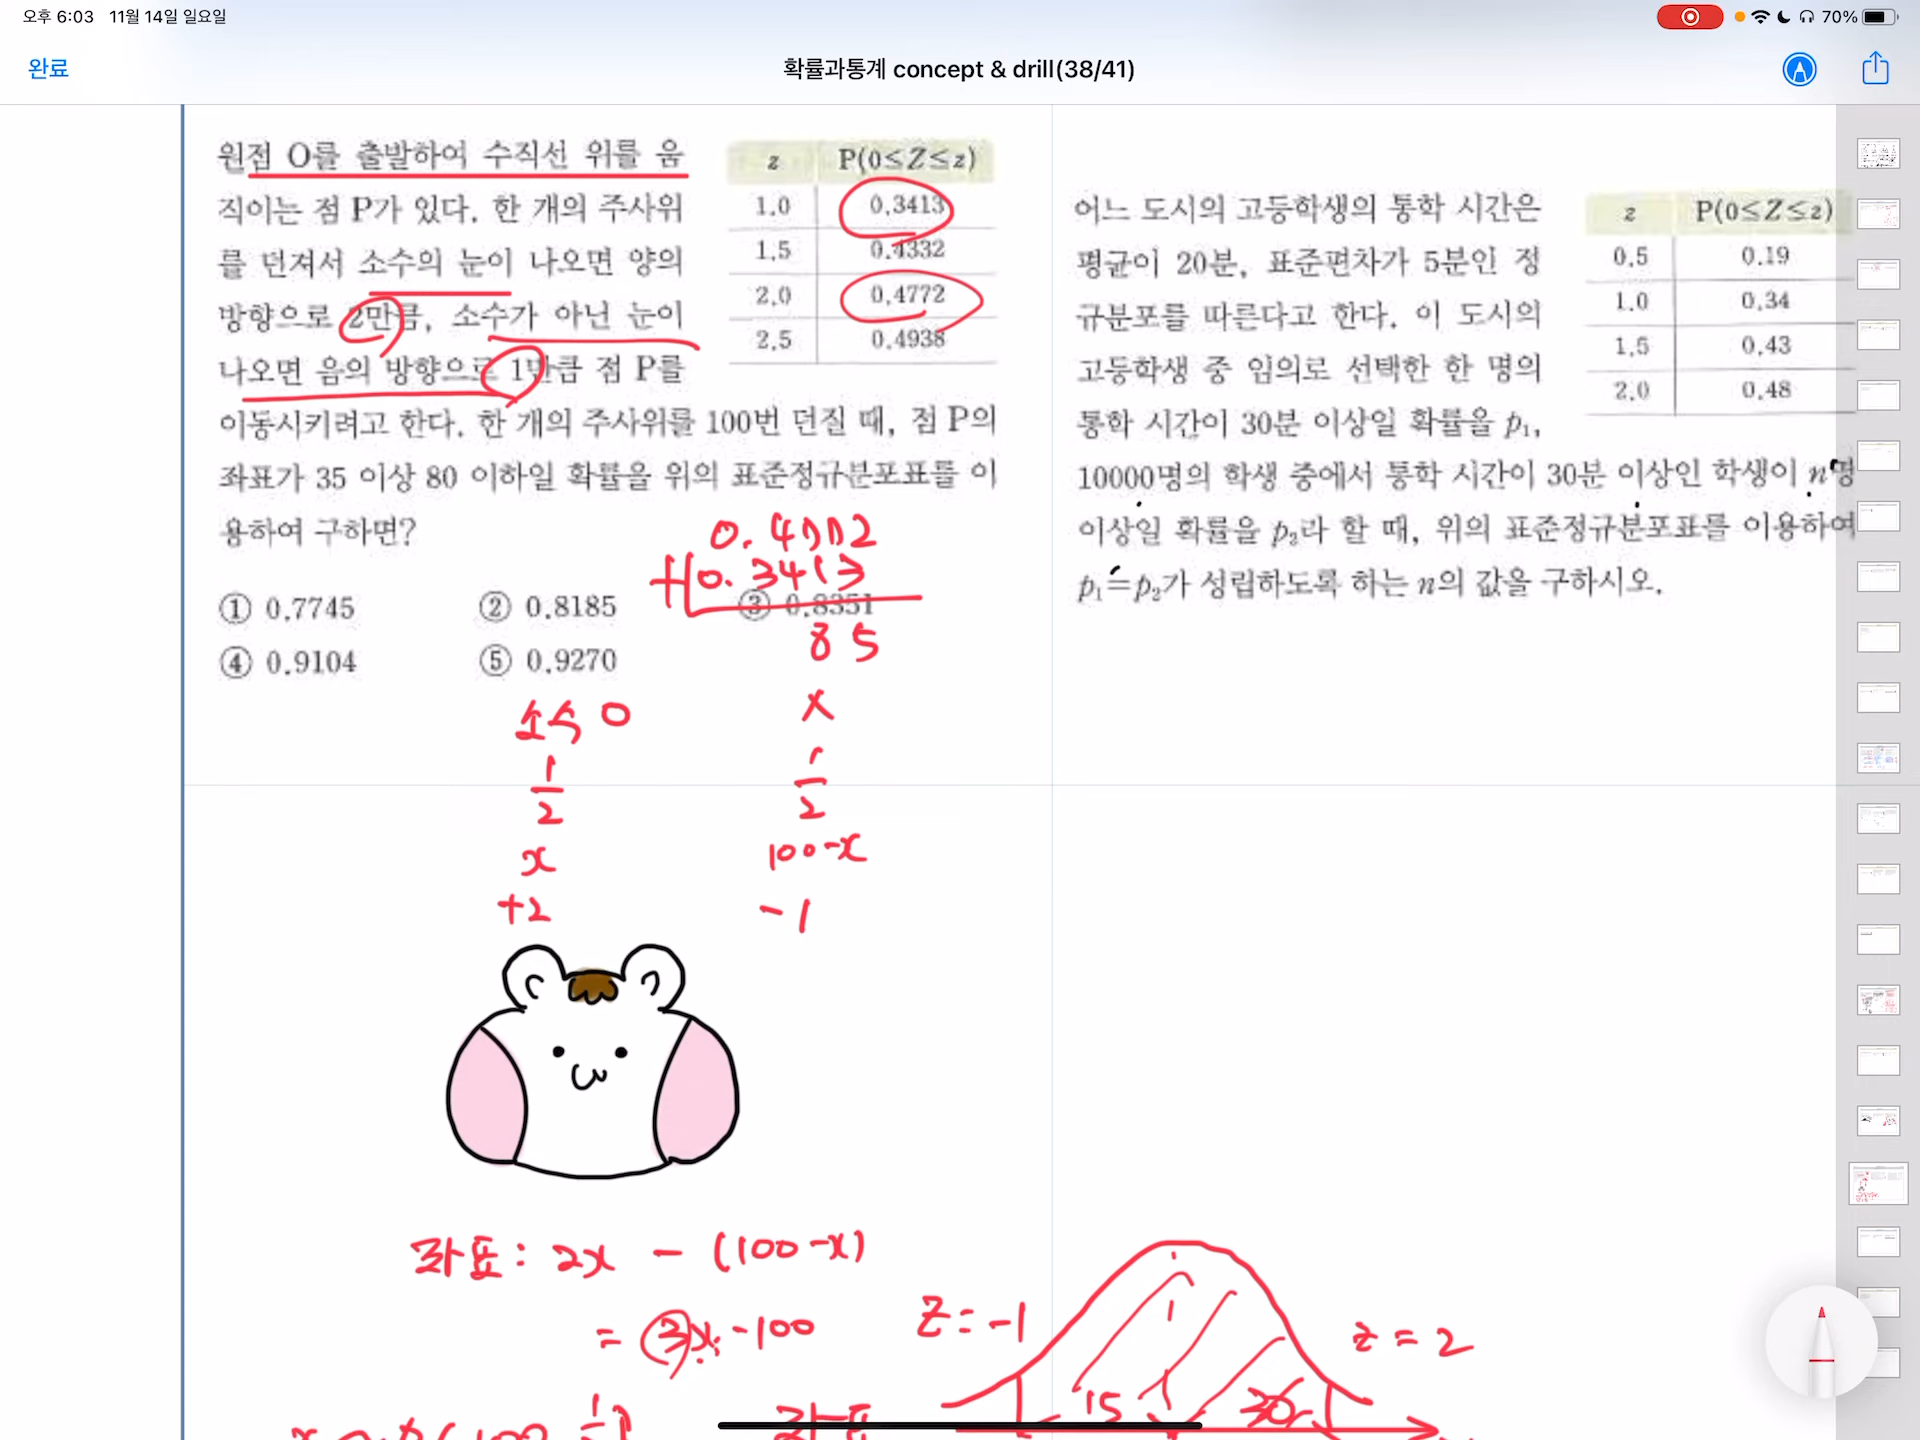 오후 6:03 11월 14일 일요일
70%
완료
확률과통계 concept & drill(38/41)
원점 O를 출발하여 수직선 위를 움
직이는 점 P가 있다. 한 개의 주사위
를 던져서 소수의 눈이 나오면 양의
방향으로 2만큼, 소수가 아닌 눈이
나오면 음의 방향으로 1만큼 점 P를
이동시키려고 한다. 한 개의 주사위를 100번 던질 때, 점 P의
좌표가 35 이상 80 이하일 확률을 위의 표준정규분포표를 이
용하여 구하면?
z P(0≤Z≤z)
1.0 0.3413
1.5 0.4332
2.0 0.4772
2.5 0.4938
① 0.7745 ② 0.8185 ③ 0.8351
④ 0.9104 ⑤ 0.9270
+ 0.3413
85
소수 O X
1/2 1/2
x 100-x
+2 -1
좌표: 2x - (100-x)
= 3x-100
좌표
어느 도시의 고등학생의 통학 시간은
평균이 20분, 표준편차가 5분인 정
규분포를 따른다고 한다. 이 도시의
고등학생 중 임의로 선택한 한 명의
통학 시간이 30분 이상일 확률을 p₁,
10000명의 학생 중에서 통학 시간이 30분 이상인 학생이 n명
이상일 확률을 p₂라 할 때, 위의 표준정규분포표를 이용하여
p₁=p₂가 성립하도록 하는 n의 값을 구하시오.
z P(0≤Z≤z)
0.5 0.19
1.0 0.34
1.5 0.43
2.0 0.48
Z=-1
z=2
15 30